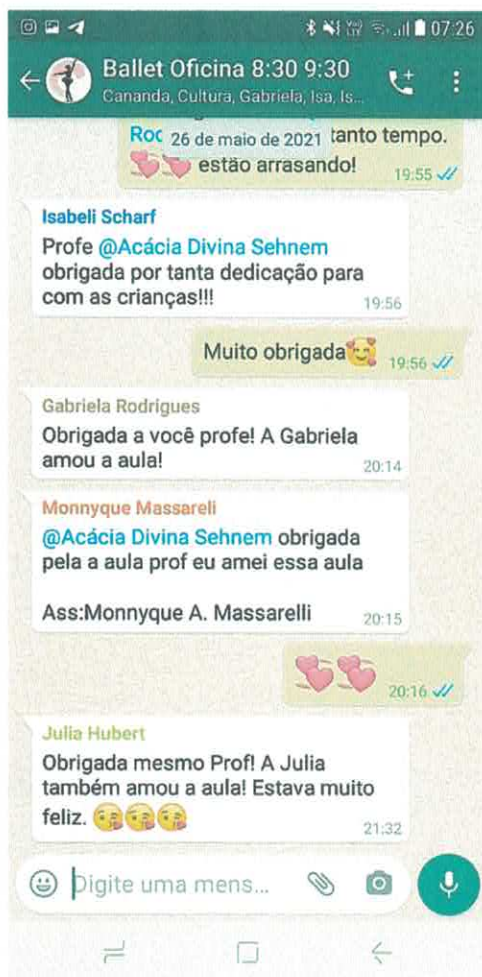 07:26
Ballet Oficina 8:30 9:30
Cananda, Cultura, Gabriela, Isa, Is...
26 de maio de 2021
tanto tempo.
💞💞 estão arrasando!
19:55
Isabeli Scharf
Profe @Acácia Divina Sehnem
obrigada por tanta dedicação para
com as crianças!!!
19:56
Muito obrigada🥰
19:56
Gabriela Rodrigues
Obrigada a você profe! A Gabriela
amou a aula!
20:14
Monnyque Massareli
@Acácia Divina Sehnem obrigada
pela a aula prof eu amei essa aula
Ass:Monnyque A. Massarelli
20:15
💞💞
20:16
Julia Hubert
Obrigada mesmo Prof! A Julia
também amou a aula! Estava muito
feliz. 😘😘😘
21:32
Digite uma mens...